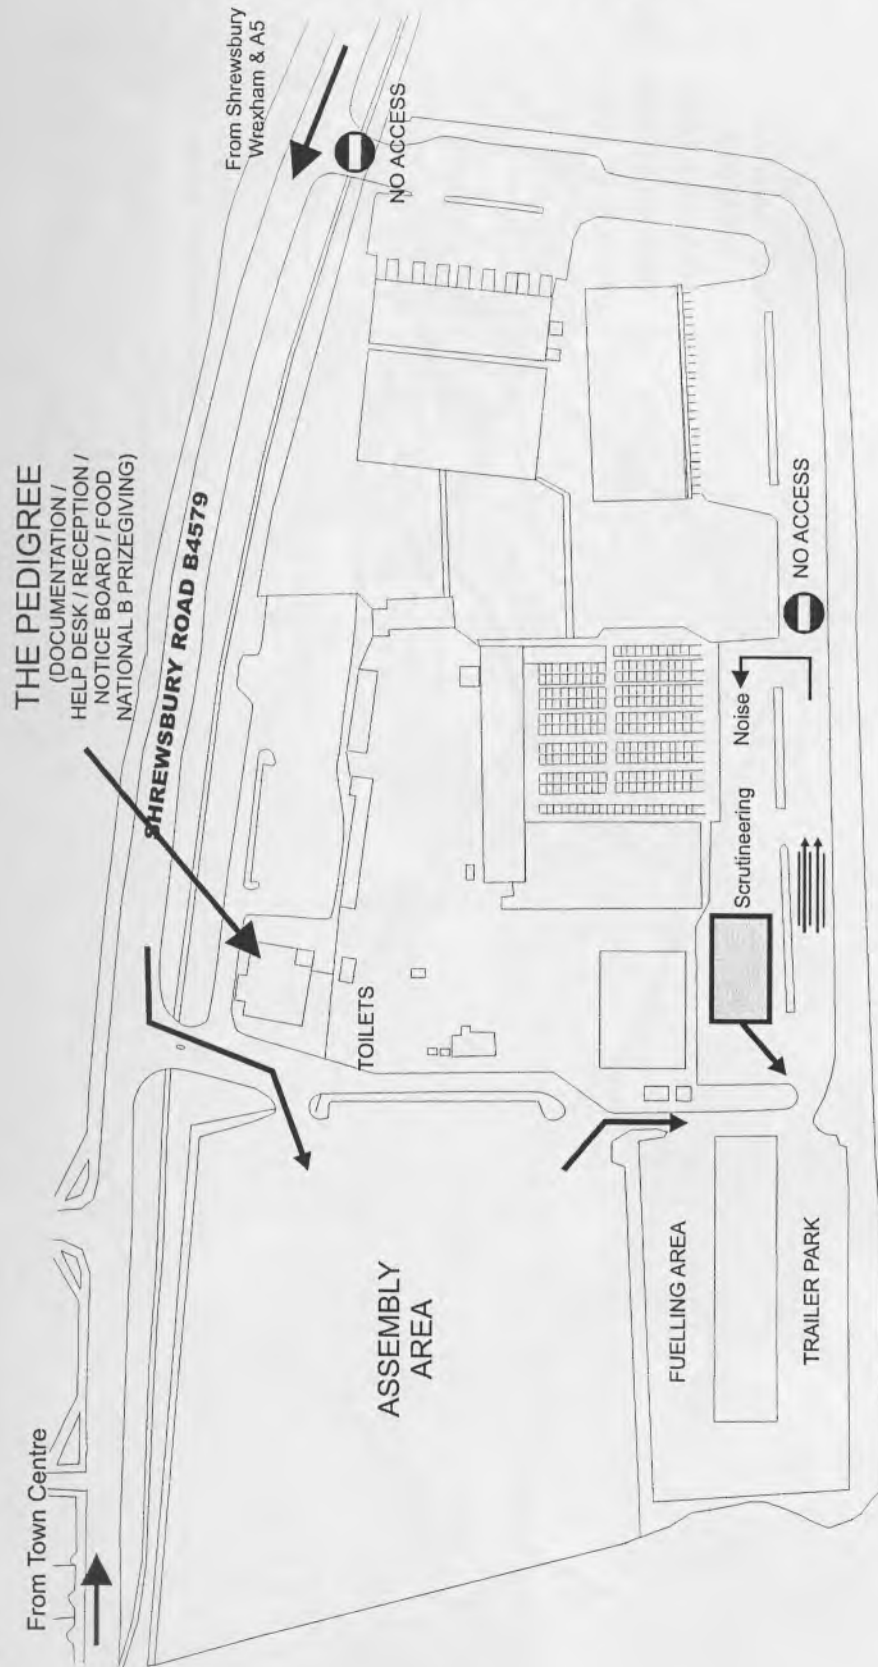 From Town Centre
THE PEDIGREE
(DOCUMENTATION /
HELP DESK / RECEPTION /
NOTICE BOARD / FOOD
NATIONAL B PRIZEGIVING)
From Shrewsbury
Wrexham & A5
SHREWSBURY ROAD B4579
NO ACCESS
TOILETS
ASSEMBLY
AREA
FUELLING AREA
TRAILER PARK
Scrutineering
Noise
NO ACCESS